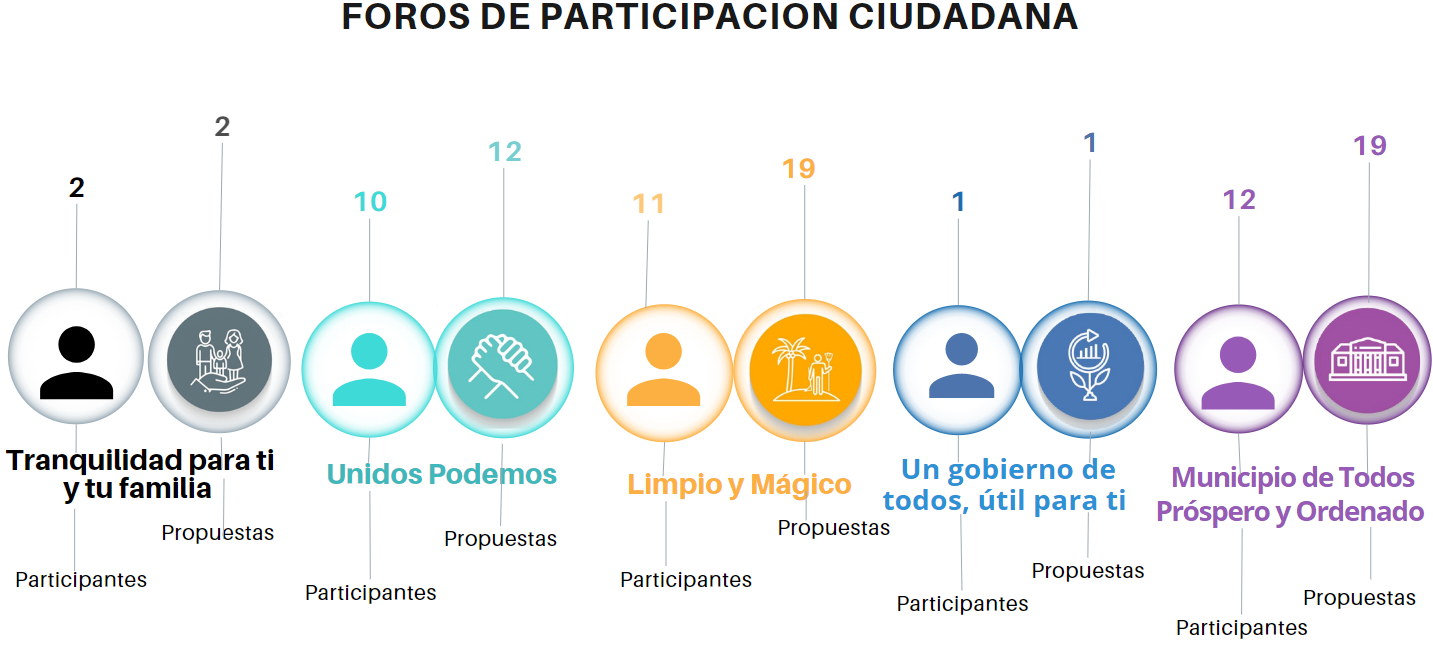 FOROS DE PARTICIPACION CIUDADANA
2
2
10
12
11
19
1
1
12
19
Tranquilidad para ti
y tu familia
Propuestas
Participantes
Unidos Podemos
Propuestas
Participantes
Limpio y Mágico
Propuestas
Participantes
Un gobierno de
todos, útil para ti
Propuestas
Participantes
Municipio de Todos
Próspero y Ordenado
Propuestas
Participantes